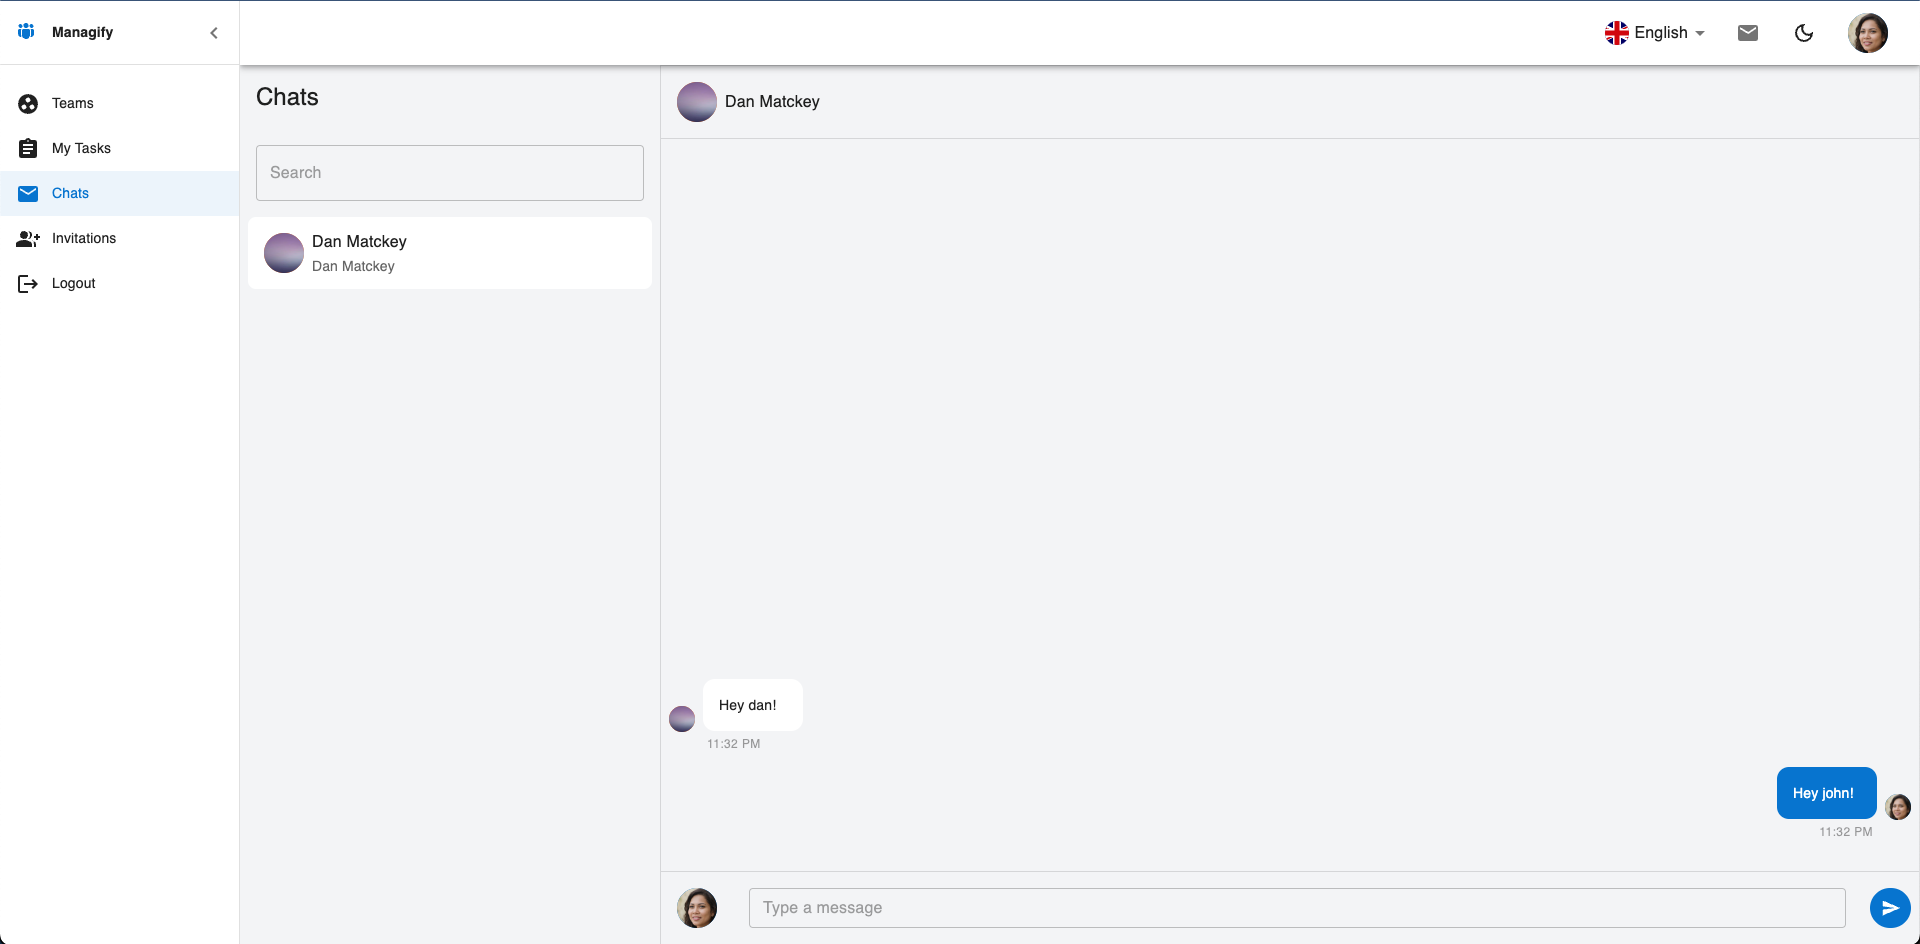 Managify
English
Teams
My Tasks
Chats
Invitations
Logout
Chats
Search
Dan Matckey
Dan Matckey
Dan Matckey
Hey dan!
11:32 PM
Hey john!
11:32 PM
Type a message